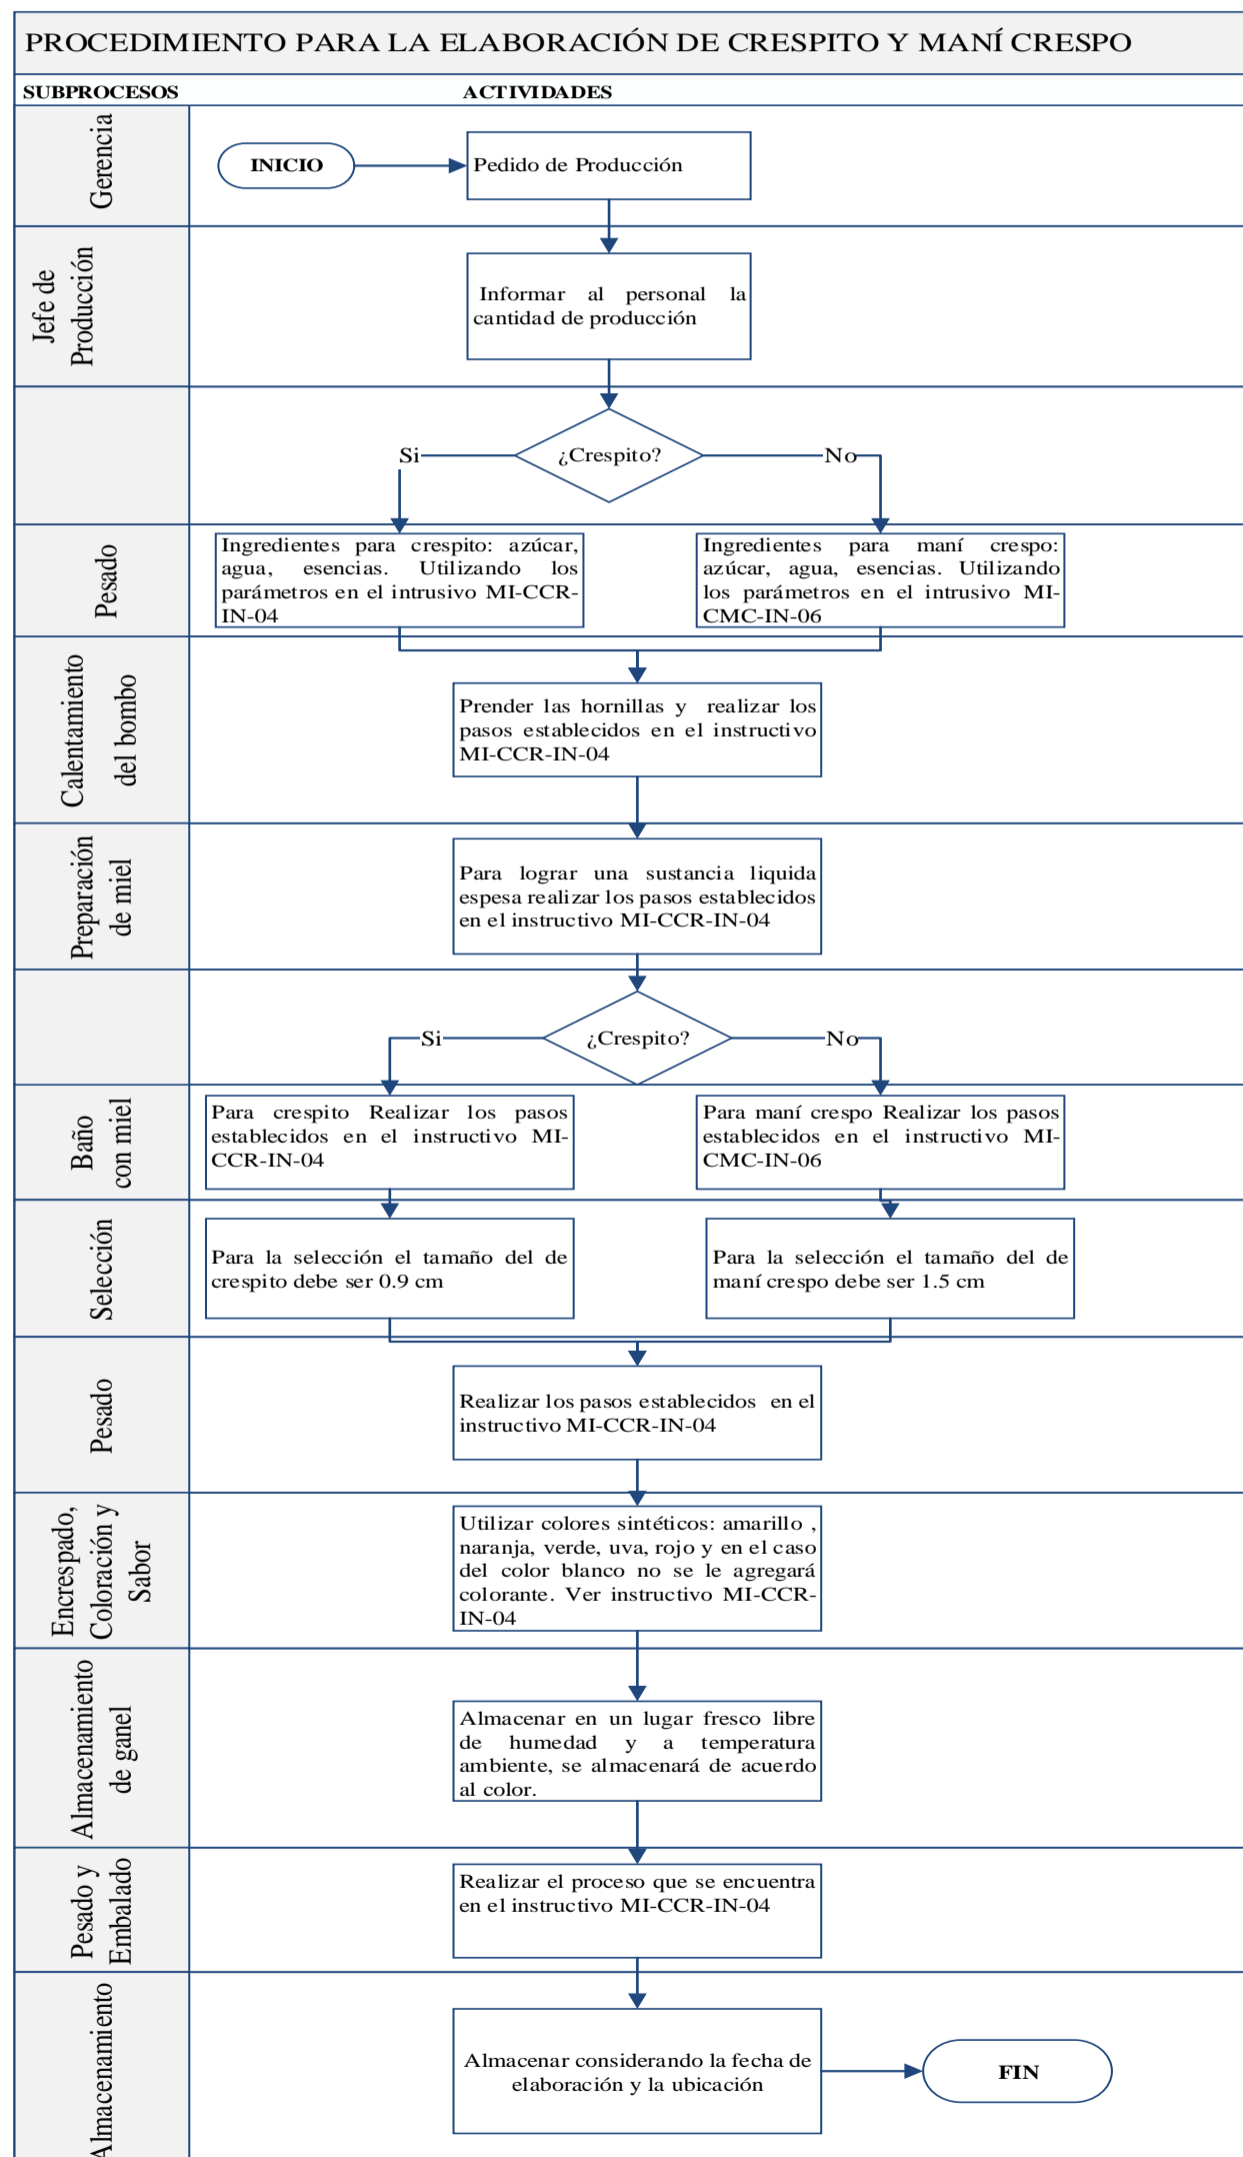 PROCEDIMIENTO PARA LA ELABORACIÓN DE CRESPITO Y MANÍ CRESPO
SUBPROCESOS
ACTIVIDADES
Gerencia
INICIO
Pedido de Producción
Jefe de
Producción
Informar al personal la
cantidad de producción
¿Crespito?
Si
No
Pesado
Ingredientes para crespito: azúcar,
agua, esencias. Utilizando los
parámetros en el intrusivo MI-CCR-
IN-04
Ingredientes para maní crespo:
azúcar, agua, esencias. Utilizando
los parámetros en el intrusivo MI-
CMC-IN-06
Calentamiento
del bombo
Prender las hornillas y realizar los
pasos establecidos en el instructivo
MI-CCR-IN-04
Preparación
de miel
Para lograr una sustancia liquida
espesa realizar los pasos establecidos
en el instructivo MI-CCR-IN-04
¿Crespito?
Si
No
Baño
con miel
Para crespito Realizar los pasos
establecidos en el instructivo MI-
CCR-IN-04
Para maní crespo Realizar los pasos
establecidos en el instructivo MI-
CMC-IN-06
Selección
Para la selección el tamaño del de
crespito debe ser 0.9 cm
Para la selección el tamaño del de
maní crespo debe ser 1.5 cm
Pesado
Realizar los pasos establecidos en el
instructivo MI-CCR-IN-04
Encrespado,
Coloración y
Sabor
Utilizar colores sintéticos: amarillo ,
naranja, verde, uva, rojo y en el caso
del color blanco no se le agregará
colorante. Ver instructivo MI-CCR-
IN-04
Almacenamiento
de ganel
Almacenar en un lugar fresco libre
de humedad y a temperatura
ambiente, se almacenará de acuerdo
al color.
Pesado y
Embalado
Realizar el proceso que se encuentra
en el instructivo MI-CCR-IN-04
Almacenamiento
Almacenar considerando la fecha de
elaboración y la ubicación
FIN